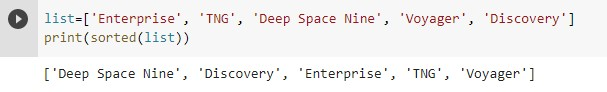 list=['Enterprise', 'TNG', 'Deep Space Nine', 'Voyager', 'Discovery']
print(sorted(list))
['Deep Space Nine', 'Discovery', 'Enterprise', 'TNG', 'Voyager']